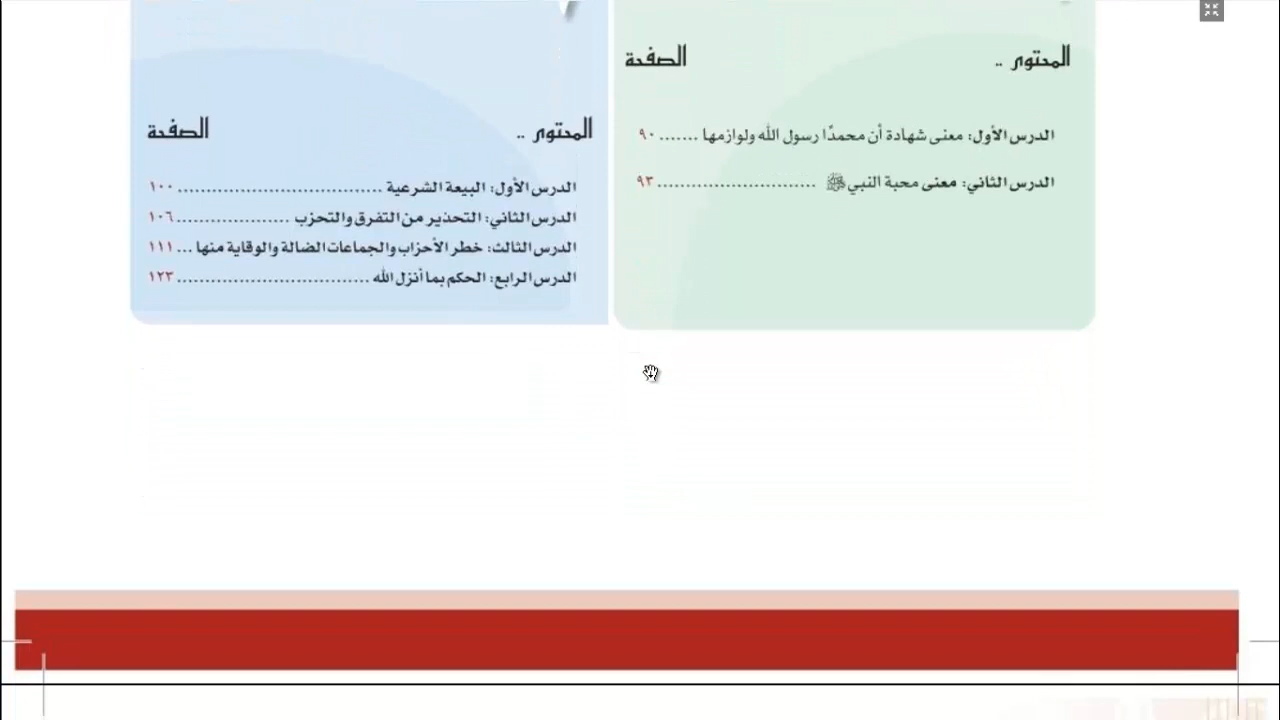 المحتوى .. الصفحة
الدرس الأول: معنى شهادة أن محمدًا رسول الله ولوازمها ....... ٩٠
الدرس الثاني: معنى محبة النبي ﷺ ............................ ٩٣
المحتوى .. الصفحة
الدرس الأول: البيعة الشرعية .................................... ١٠٠
الدرس الثاني: التحذير من التفرق والتحزب .................... ١٠٦
الدرس الثالث: خطر الأحزاب والجماعات الضالة والوقاية منها ... ١١١
الدرس الرابع: الحكم بما أنزل الله .................................. ١٢٣